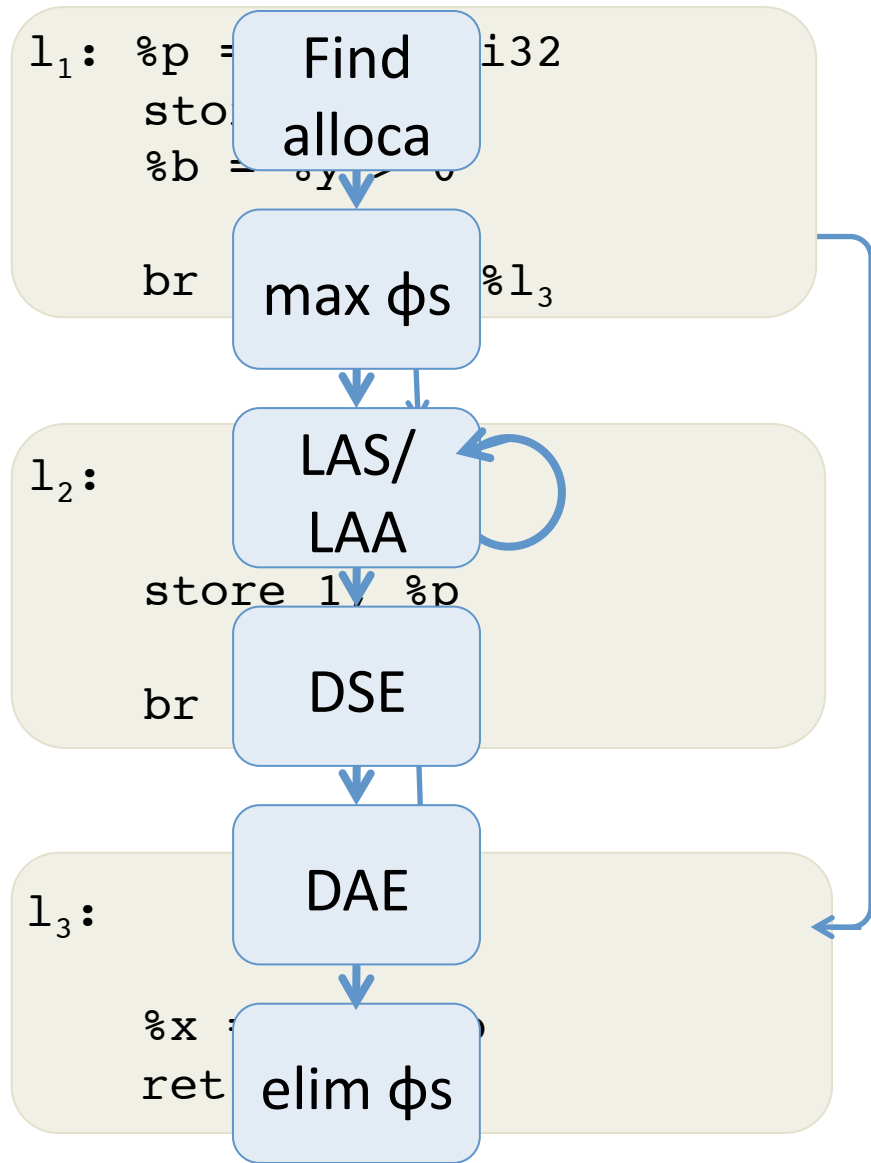 l₁: %p = i32
Find
alloca
%b = %y > 0
br %l₃
max ϕs
LAS/
LAA
l₂:
store 1, %p
br
DSE
DAE
l₃:
%x =
ret
elim ϕs